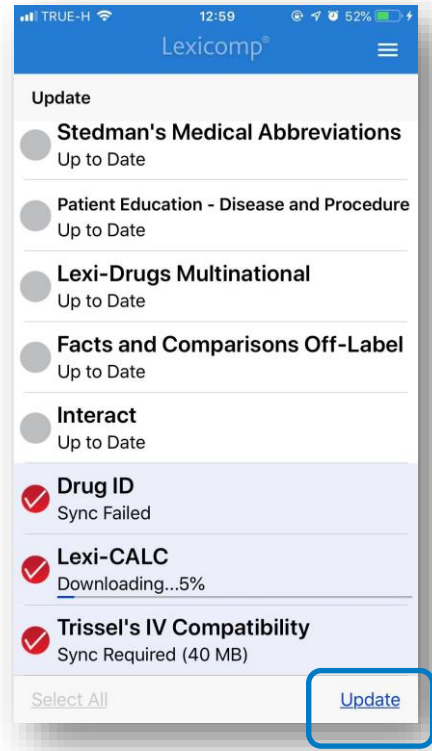 TRUE-H 12:59 52%
Lexicomp®
Update
Stedman's Medical Abbreviations
Up to Date
Patient Education - Disease and Procedure
Up to Date
Lexi-Drugs Multinational
Up to Date
Facts and Comparisons Off-Label
Up to Date
Interact
Up to Date
Drug ID
Sync Failed
Lexi-CALC
Downloading...5%
Trissel's IV Compatibility
Sync Required (40 MB)
Select All Update